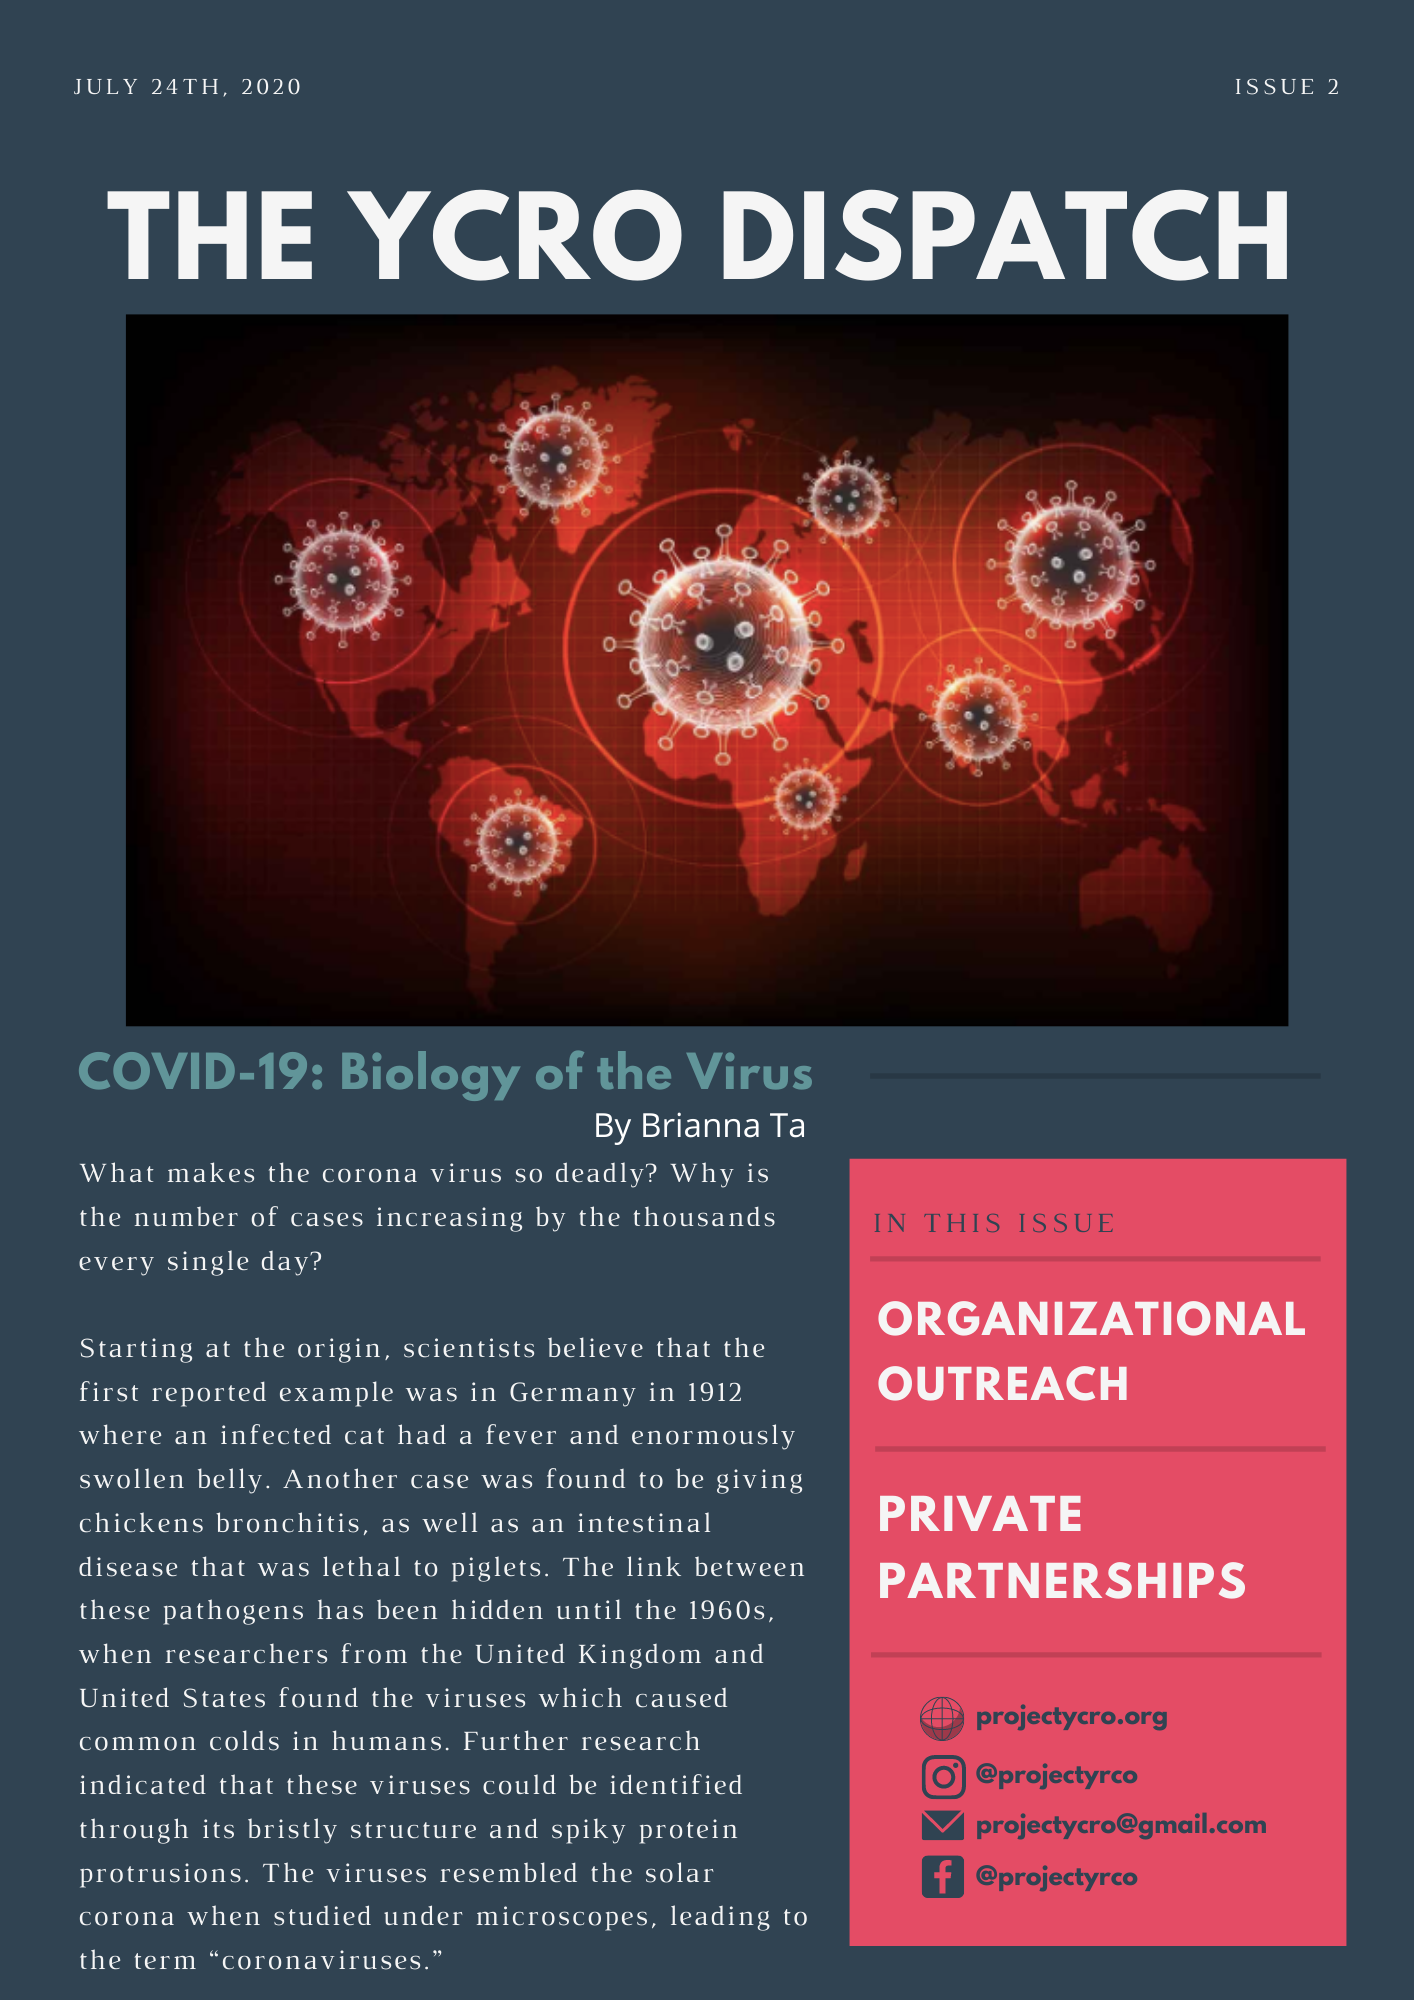 JULY 24TH, 2020
ISSUE 2
THE YCRO DISPATCH
COVID-19: Biology of the Virus
By Brianna Ta
What makes the corona virus so deadly? Why is
the number of cases increasing by the thousands
every single day?
Starting at the origin, scientists believe that the
first reported example was in Germany in 1912
where an infected cat had a fever and enormously
swollen belly. Another case was found to be giving
chickens bronchitis, as well as an intestinal
disease that was lethal to piglets. The link between
these pathogens has been hidden until the 1960s,
when researchers from the United Kingdom and
United States found the viruses which caused
common colds in humans. Further research
indicated that these viruses could be identified
through its bristly structure and spiky protein
protrusions. The viruses resembled the solar
corona when studied under microscopes, leading to
the term “coronaviruses.”
IN THIS ISSUE
ORGANIZATIONAL
OUTREACH
PRIVATE
PARTNERSHIPS
projectycro.org
@projectyrco
projectycro@gmail.com
@projectyrco